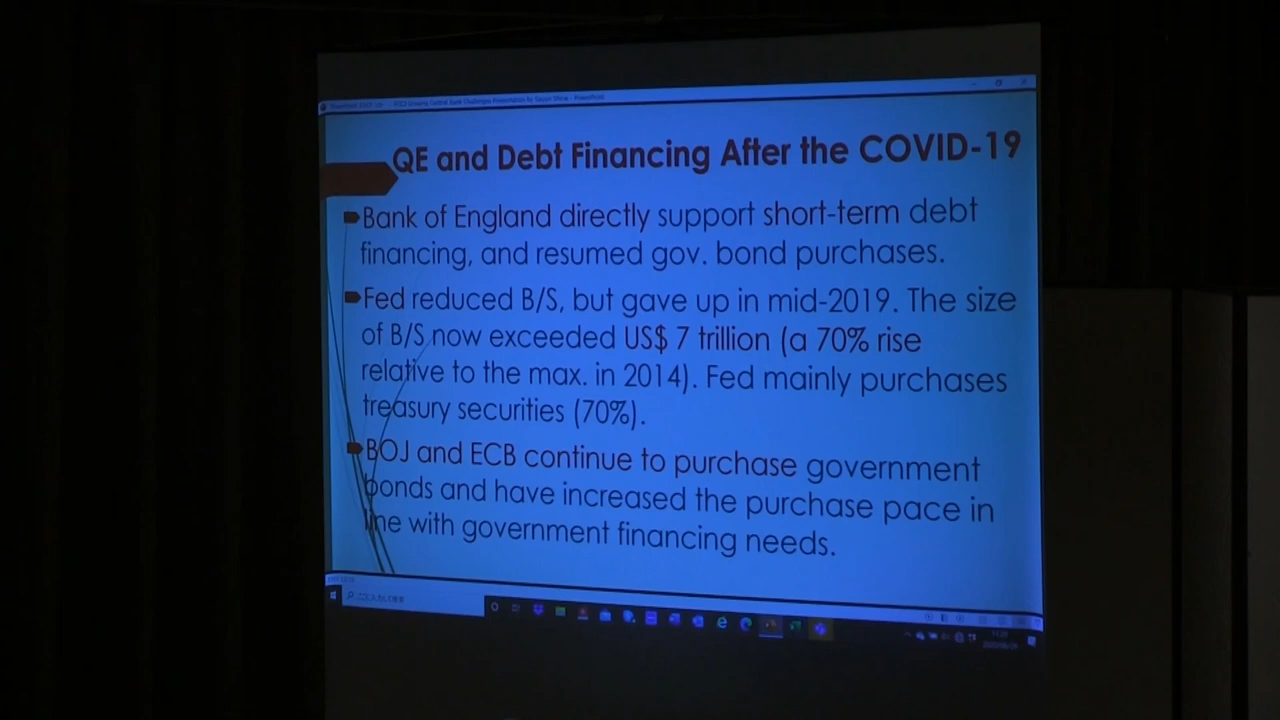 QE and Debt Financing After the COVID-19
Bank of England directly support short-term debt
financing, and resumed gov. bond purchases.
Fed reduced B/S, but gave up in mid-2019. The size
of B/S now exceeded US$ 7 trillion (a 70% rise
relative to the max. in 2014). Fed mainly purchases
treasury securities (70%).
BOJ and ECB continue to purchase government
bonds and have increased the purchase pace in
line with government financing needs.